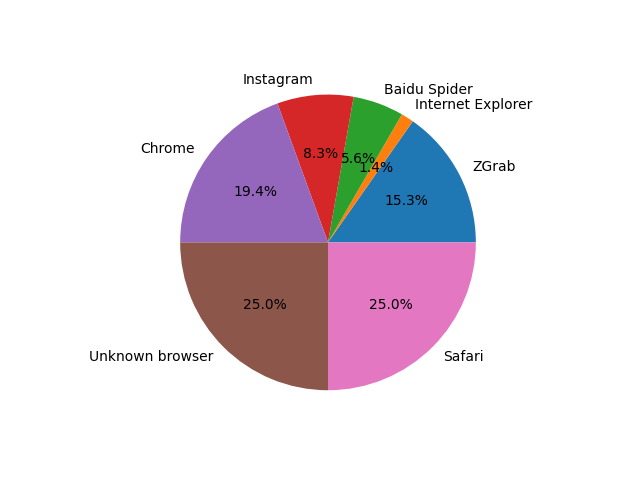 Instagram
Baidu Spider
Internet Explorer
Chrome
ZGrab
8.3%
5.6%
1.4%
19.4%
15.3%
25.0%
25.0%
Unknown browser
Safari